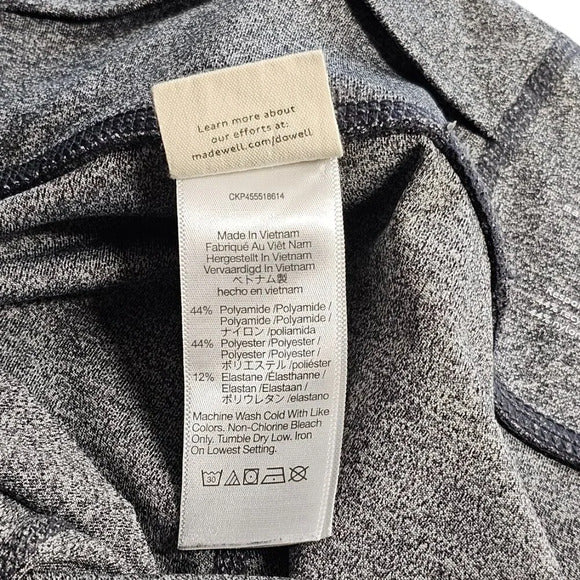 Learn more about
our efforts at:
madewell.com/dowell
CKP455518614
Made In Vietnam
Fabriqué Au Viêt Nam
Hergestellt In Vietnam
Vervaardigd In Vietnam
ベトナム製
hecho en vietnam
44% Polyamide /Polyamide/
Polyamide /Polyamide/
ナイロン /poliamida
44% Polyester /Polyester/
Polyester /Polyester/
ポリエステル /poliéster
12% Elastane /Élasthanne/
Elastan /Elastaan/
ポリウレタン /elastano
Machine Wash Cold With Like
Colors. Non-Chlorine Bleach
Only. Tumble Dry Low. Iron
On Lowest Setting.
30